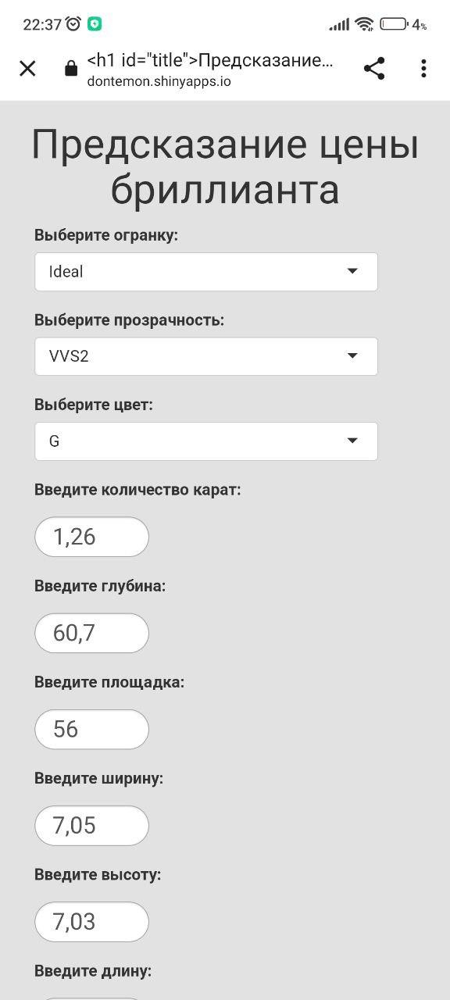 22:37 4%
<h1 id="title">Предсказание...
dontemon.shinyapps.io
Предсказание цены
бриллианта
Выберите огранку:
Ideal
Выберите прозрачность:
VVS2
Выберите цвет:
G
Введите количество карат:
1,26
Введите глубина:
60,7
Введите площадка:
56
Введите ширину:
7,05
Введите высоту:
7,03
Введите длину: